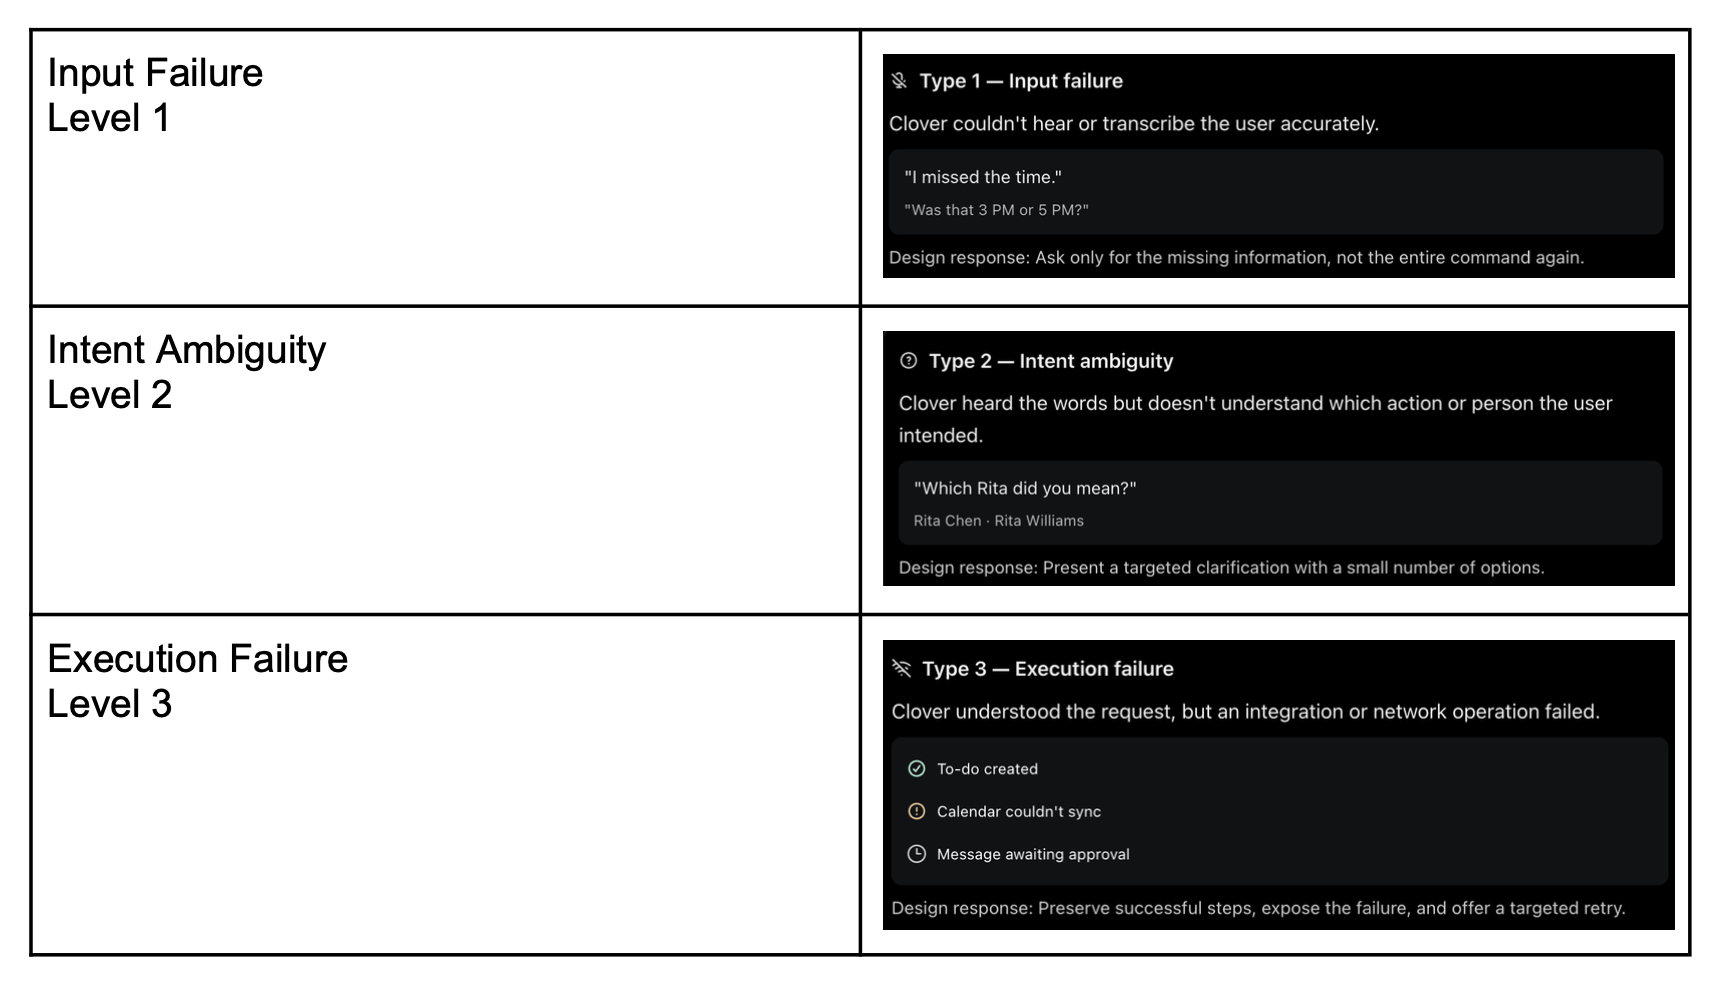 Input Failure
Level 1
Type 1 — Input failure
Clover couldn't hear or transcribe the user accurately.
"I missed the time."
"Was that 3 PM or 5 PM?"
Design response: Ask only for the missing information, not the entire command again.
Intent Ambiguity
Level 2
Type 2 — Intent ambiguity
Clover heard the words but doesn't understand which action or person the user
intended.
"Which Rita did you mean?"
Rita Chen · Rita Williams
Design response: Present a targeted clarification with a small number of options.
Execution Failure
Level 3
Type 3 — Execution failure
Clover understood the request, but an integration or network operation failed.
To-do created
Calendar couldn't sync
Message awaiting approval
Design response: Preserve successful steps, expose the failure, and offer a targeted retry.